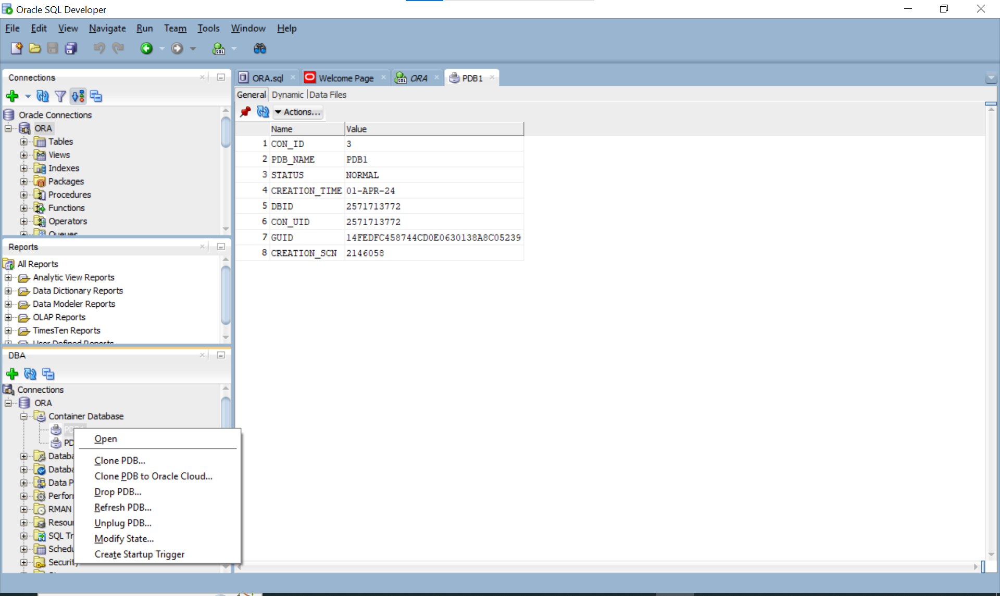 Oracle SQL Developer
File Edit View Navigate Run Team Tools Window Help
Connections
Oracle Connections
ORA
Tables
Views
Indexes
Packages
Procedures
Functions
Operators
Queues
Reports
All Reports
Analytic View Reports
Data Dictionary Reports
Data Modeler Reports
OLAP Reports
TimesTen Reports
User Defined Reports
DBA
Connections
ORA
Container Database
PD
Databa
Databa
Data P
Perfor
RMAN
Resou
SQL Tr
Schedu
Security
Open
Clone PDB...
Clone PDB to Oracle Cloud...
Drop PDB...
Refresh PDB...
Unplug PDB...
Modify State...
Create Startup Trigger
ORA.sql Welcome Page ORA PDB1
General Dynamic Data Files
Actions...
Name Value
1 CON_ID 3
2 PDB_NAME PDB1
3 STATUS NORMAL
4 CREATION_TIME 01-APR-24
5 DBID 2571713772
6 CON_UID 2571713772
7 GUID 14FEDFC458744CD0E0630138A8C05239
8 CREATION_SCN 2146058